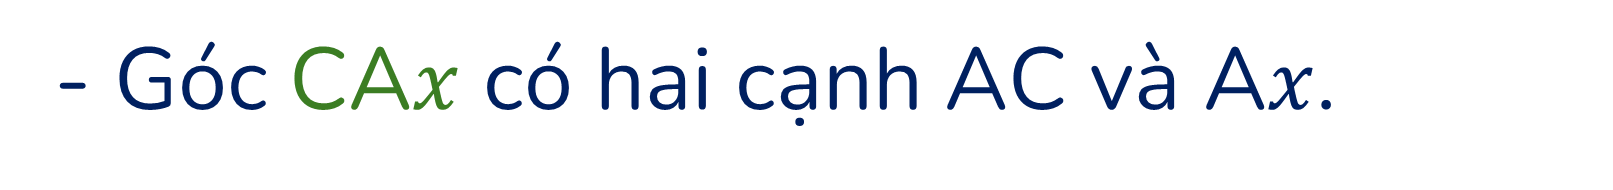 - Góc CAx có hai cạnh AC và Ax.